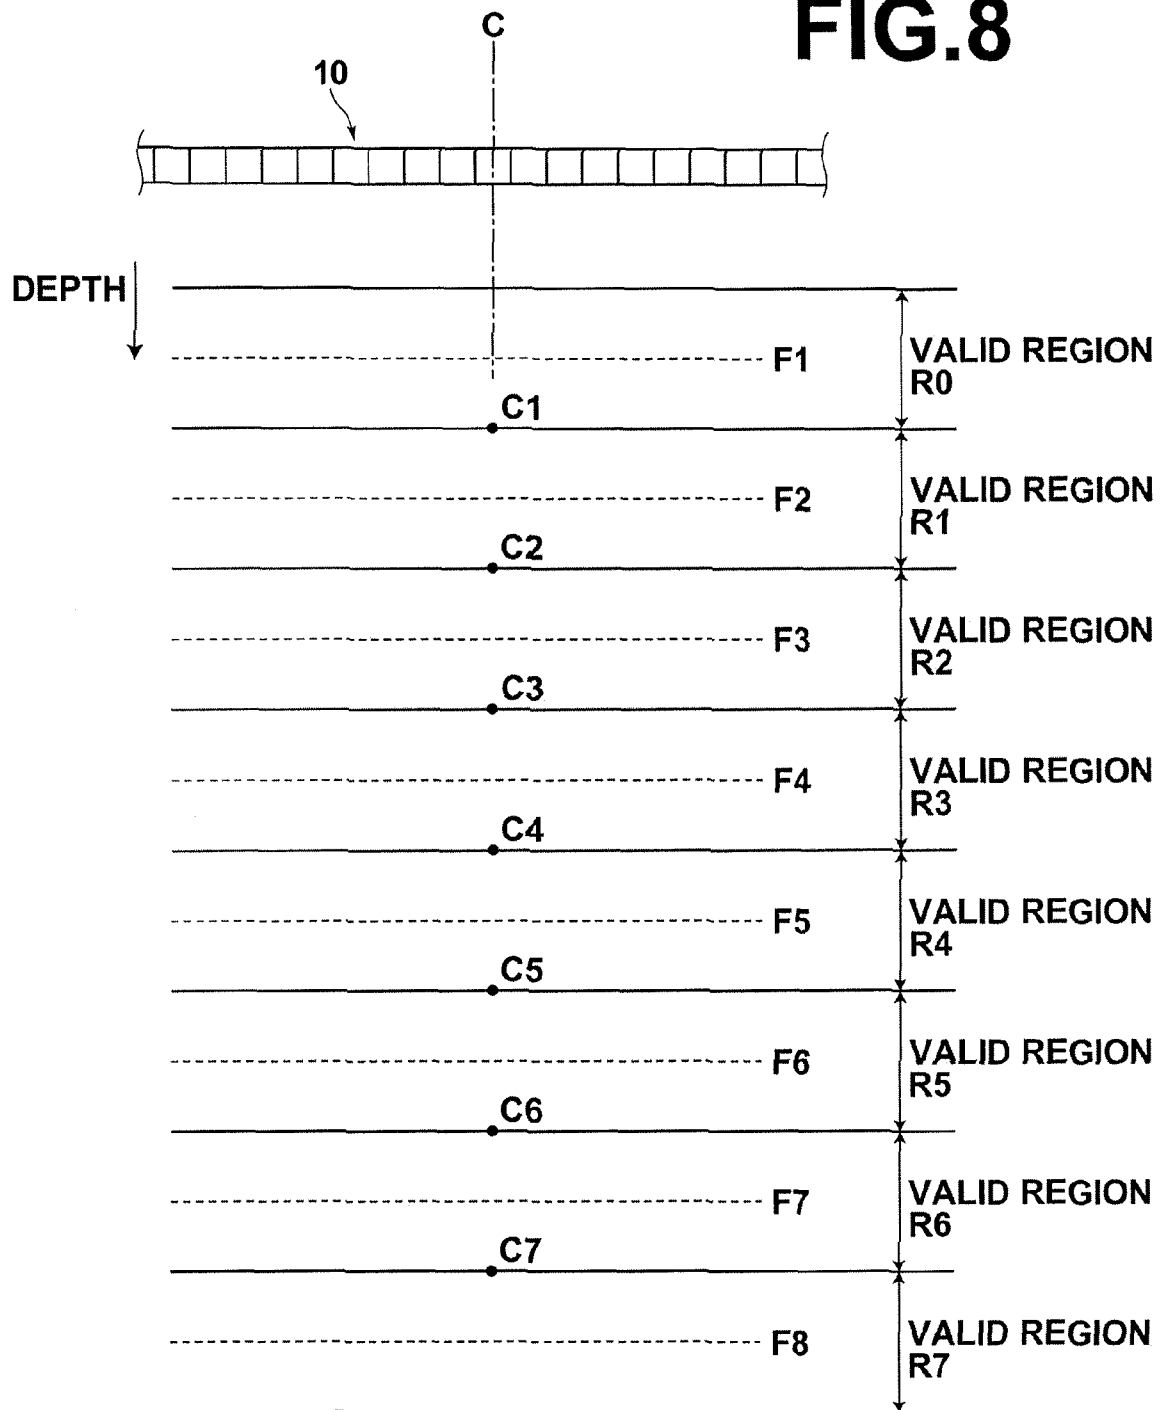 FIG.8
C
10
DEPTH
F1
VALID REGION
R0
C1
F2
VALID REGION
R1
C2
F3
VALID REGION
R2
C3
F4
VALID REGION
R3
C4
F5
VALID REGION
R4
C5
F6
VALID REGION
R5
C6
F7
VALID REGION
R6
C7
F8
VALID REGION
R7